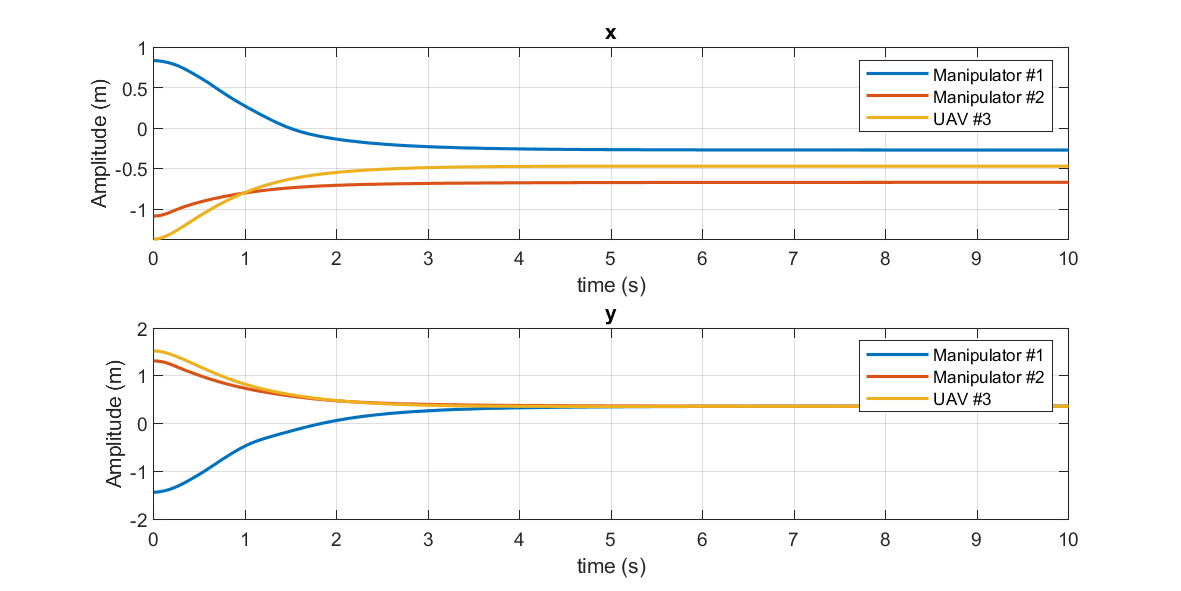 x
Amplitude (m)
1
0.5
0
-0.5
-1
Manipulator #1
Manipulator #2
UAV #3
0 1 2 3 4 5 6 7 8 9 10
time (s)
y
Amplitude (m)
2
1
0
-1
-2
Manipulator #1
Manipulator #2
UAV #3
0 1 2 3 4 5 6 7 8 9 10
time (s)